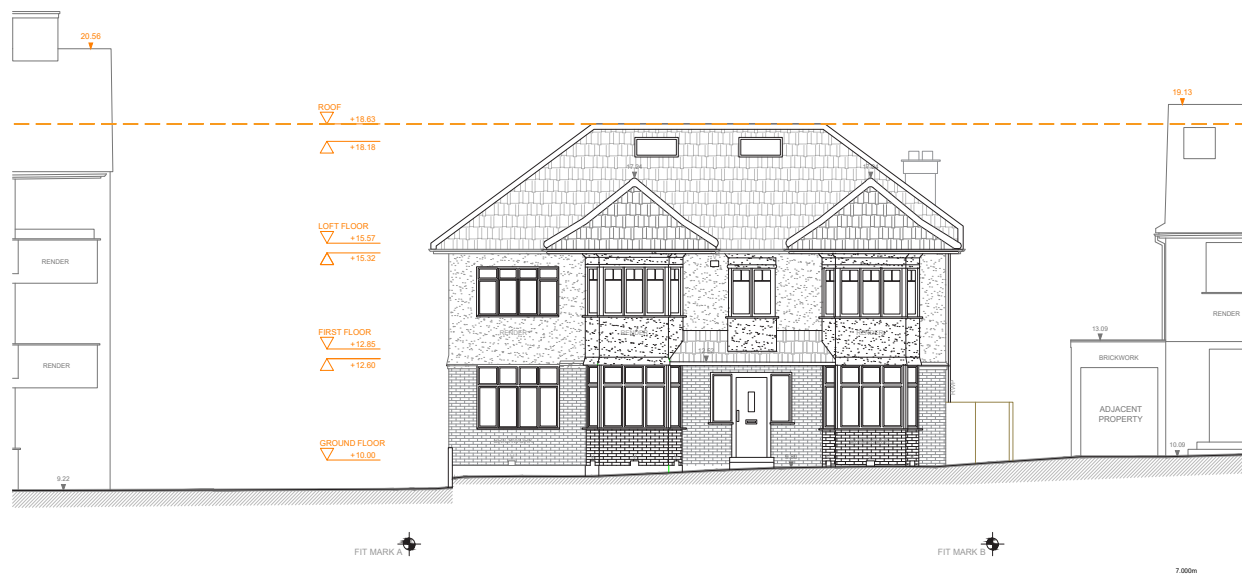 20.56
ROOF
+18.63
+18.18
19.13
LOFT FLOOR
+15.57
+15.32
RENDER
RENDER
RENDER
FIRST FLOOR
+12.85
+12.60
13.09
BRICKWORK
RENDER
ADJACENT
PROPERTY
RWP
GROUND FLOOR
+10.00
10.09
9.22
FIT MARK A
FIT MARK B
7.000m